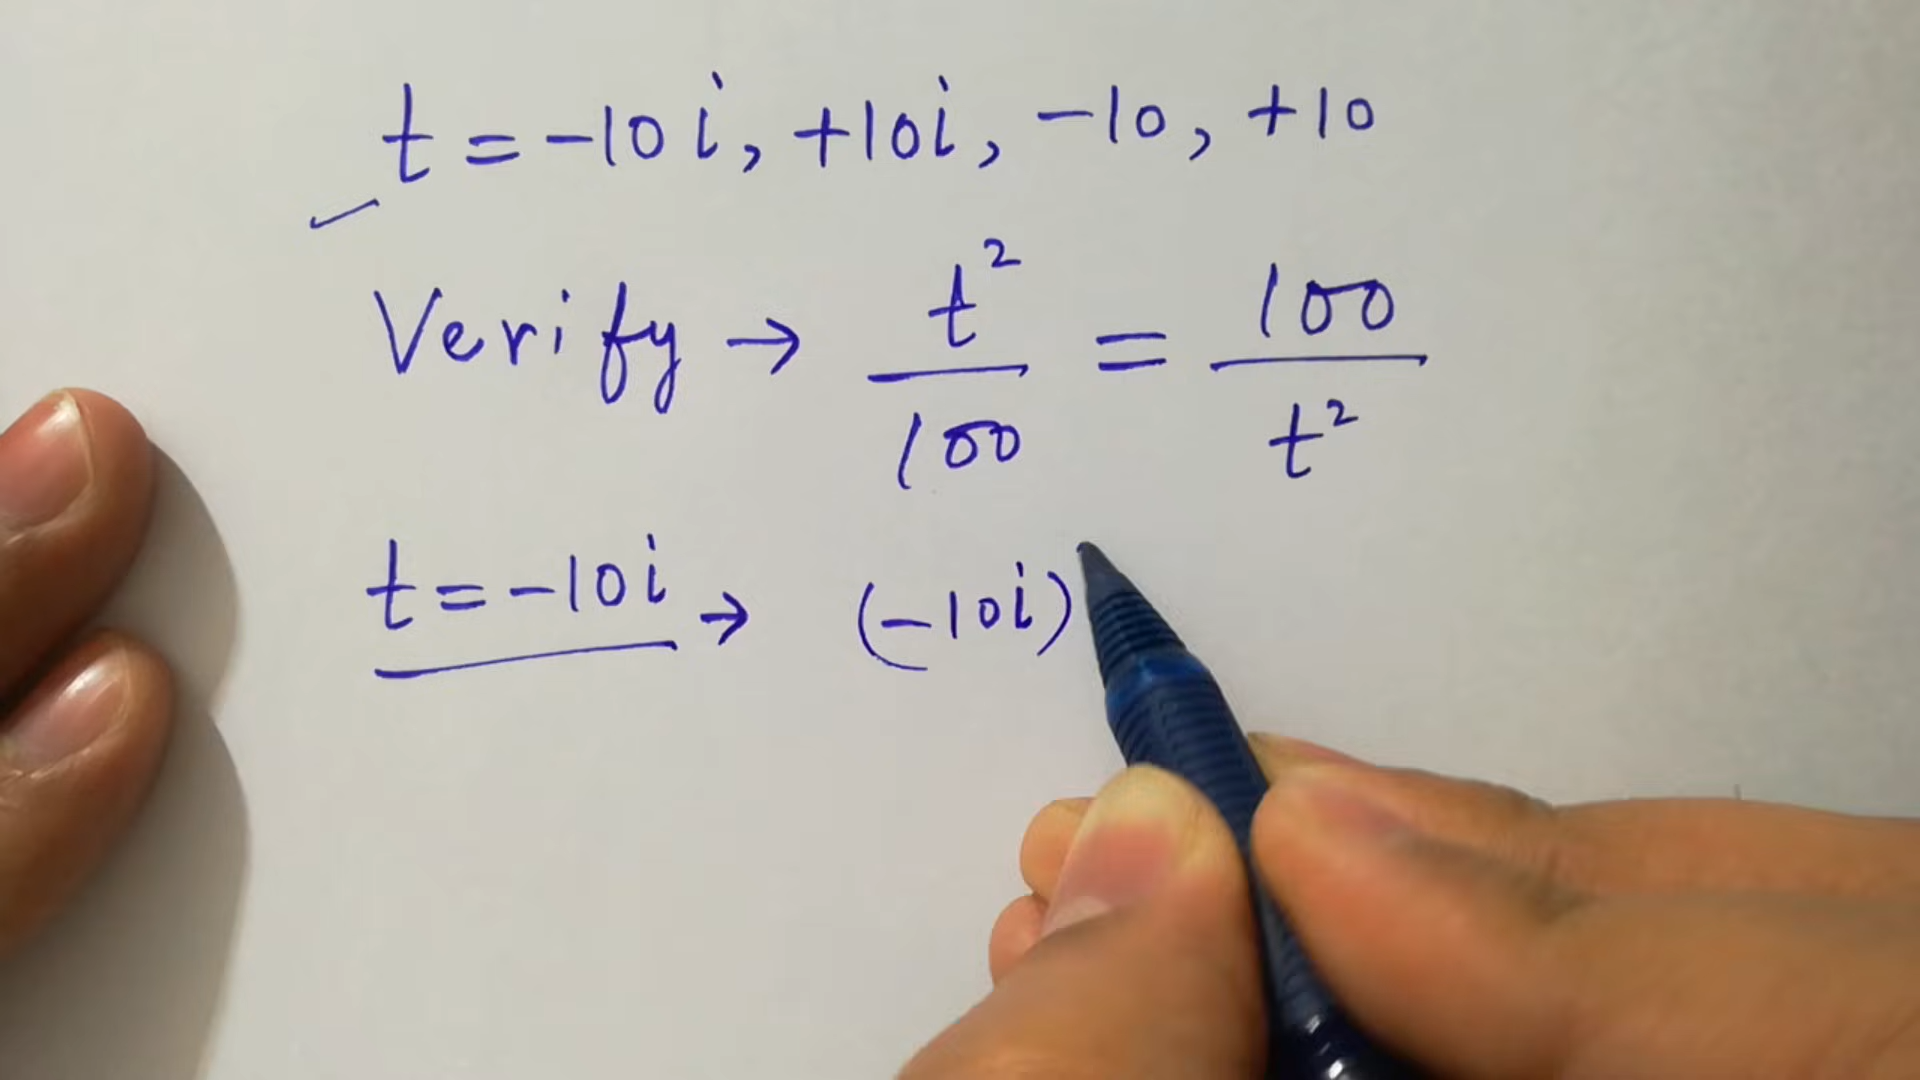 t = -10i, +10i, -10, +10
Verify → t²/100 = 100/t²
t = -10i → (-10i)